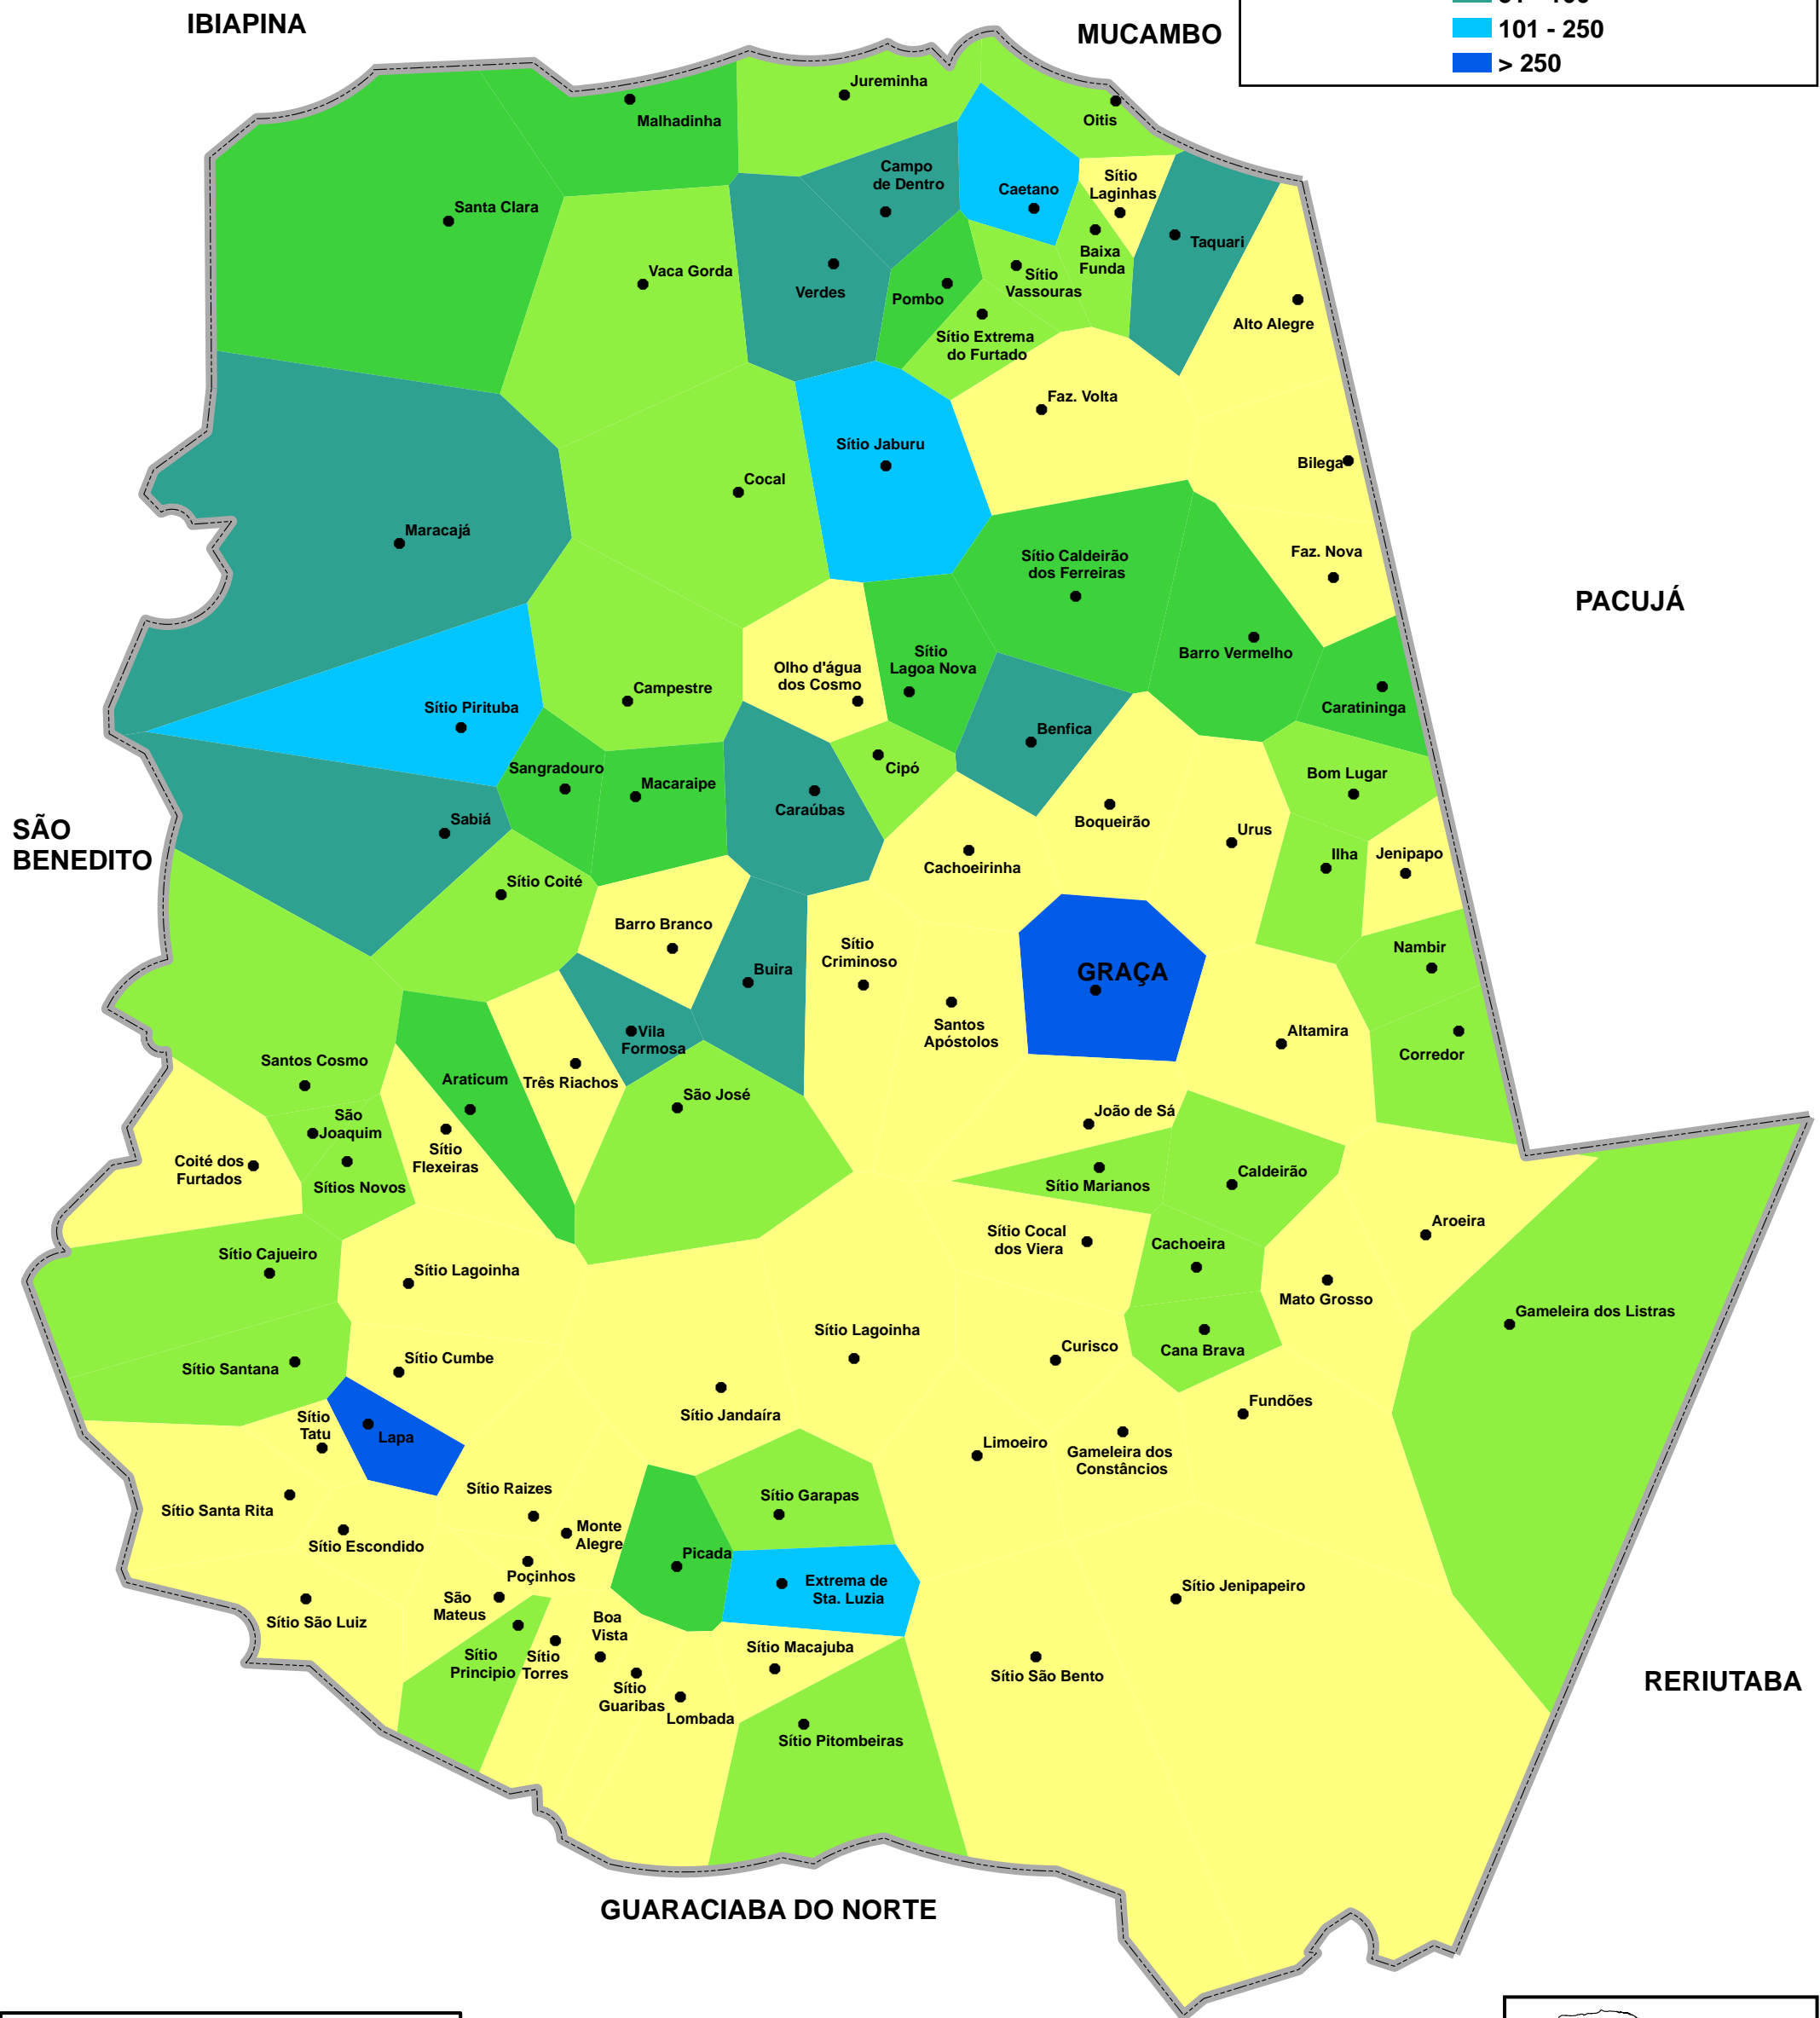 IBIAPINA
MUCAMBO
101 - 250
> 250
Jureminha
Malhadinha
Oitis
Campo
de Dentro
Caetano
Sítio
Laginhas
Santa Clara
Taquari
Vaca Gorda
Verdes
Pombo
Sítio
Vassouras
Baixa
Funda
Alto Alegre
Sítio Extrema
do Furtado
Faz. Volta
Sítio Jaburu
Bilega
Cocal
Maracajá
Sítio Caldeirão
dos Ferreiras
Faz. Nova
PACUJÁ
Sítio
Lagoa Nova
Barro Vermelho
Olho d'água
dos Cosmo
Campestre
Sítio Pirituba
Caratininga
Benfica
Sangradouro
Cipó
Macaraipe
Bom Lugar
Caraúbas
Boqueirão
Sabiá
SÃO
BENEDITO
Urus
Cachoeirinha
Ilha
Jenipapo
Sítio Coité
Barro Branco
Sítio
Criminoso
Nambir
Buira
GRAÇA
Santos
Apóstolos
Vila
Formosa
Altamira
Corredor
Santos Cosmo
Araticum
Três Riachos
São José
São
Joaquim
João de Sá
Sítio
Flexeiras
Coité dos
Furtados
Sítios Novos
Caldeirão
Sítio Marianos
Aroeira
Sítio Cocal
dos Viera
Cachoeira
Sítio Cajueiro
Sítio Lagoinha
Mato Grosso
Gameleira dos Listras
Sítio Lagoinha
Curisco
Cana Brava
Sítio Santana
Sítio Cumbe
Fundões
Sítio Jandaíra
Sítio
Tatu
Lapa
Limoeiro
Gameleira dos
Constâncios
Sítio Raizes
Sítio Garapas
Sítio Santa Rita
Monte
Alegre
Sítio Escondido
Picada
Poçinhos
Extrema de
Sta. Luzia
Sítio Jenipapeiro
São
Mateus
Sítio São Luiz
Boa
Vista
Sítio Macajuba
Sítio
Principio
Sítio
Torres
Sítio São Bento
Sítio
Guaribas
RERIUTABA
Lombada
Sítio Pitombeiras
GUARACIABA DO NORTE